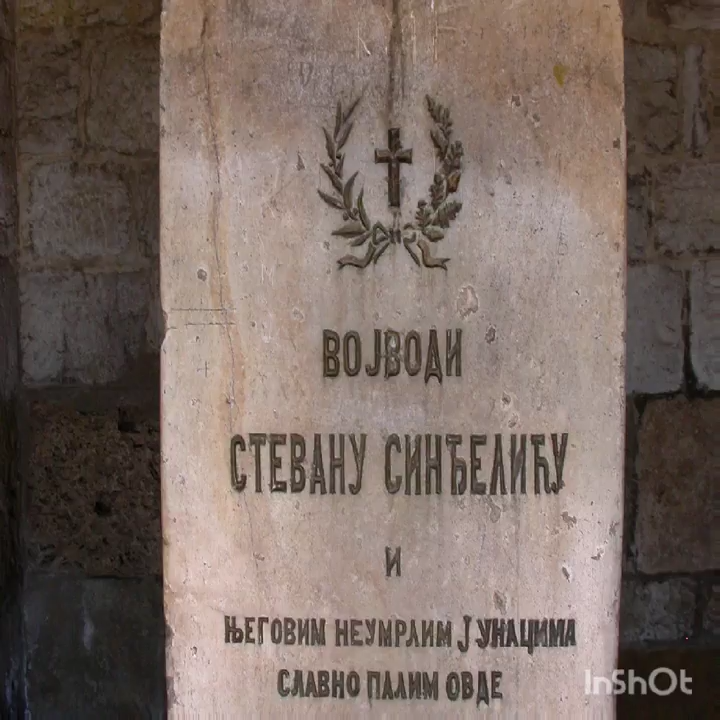 ВОЈВОДИ
СТЕВАНУ СИНЂЕЛИЋУ
И
ЊЕГОВИМ НЕУМРЛИМ ЈУНАЦИМА
СЛАВНО ПАЛИМ ОВДЕ
InShOt